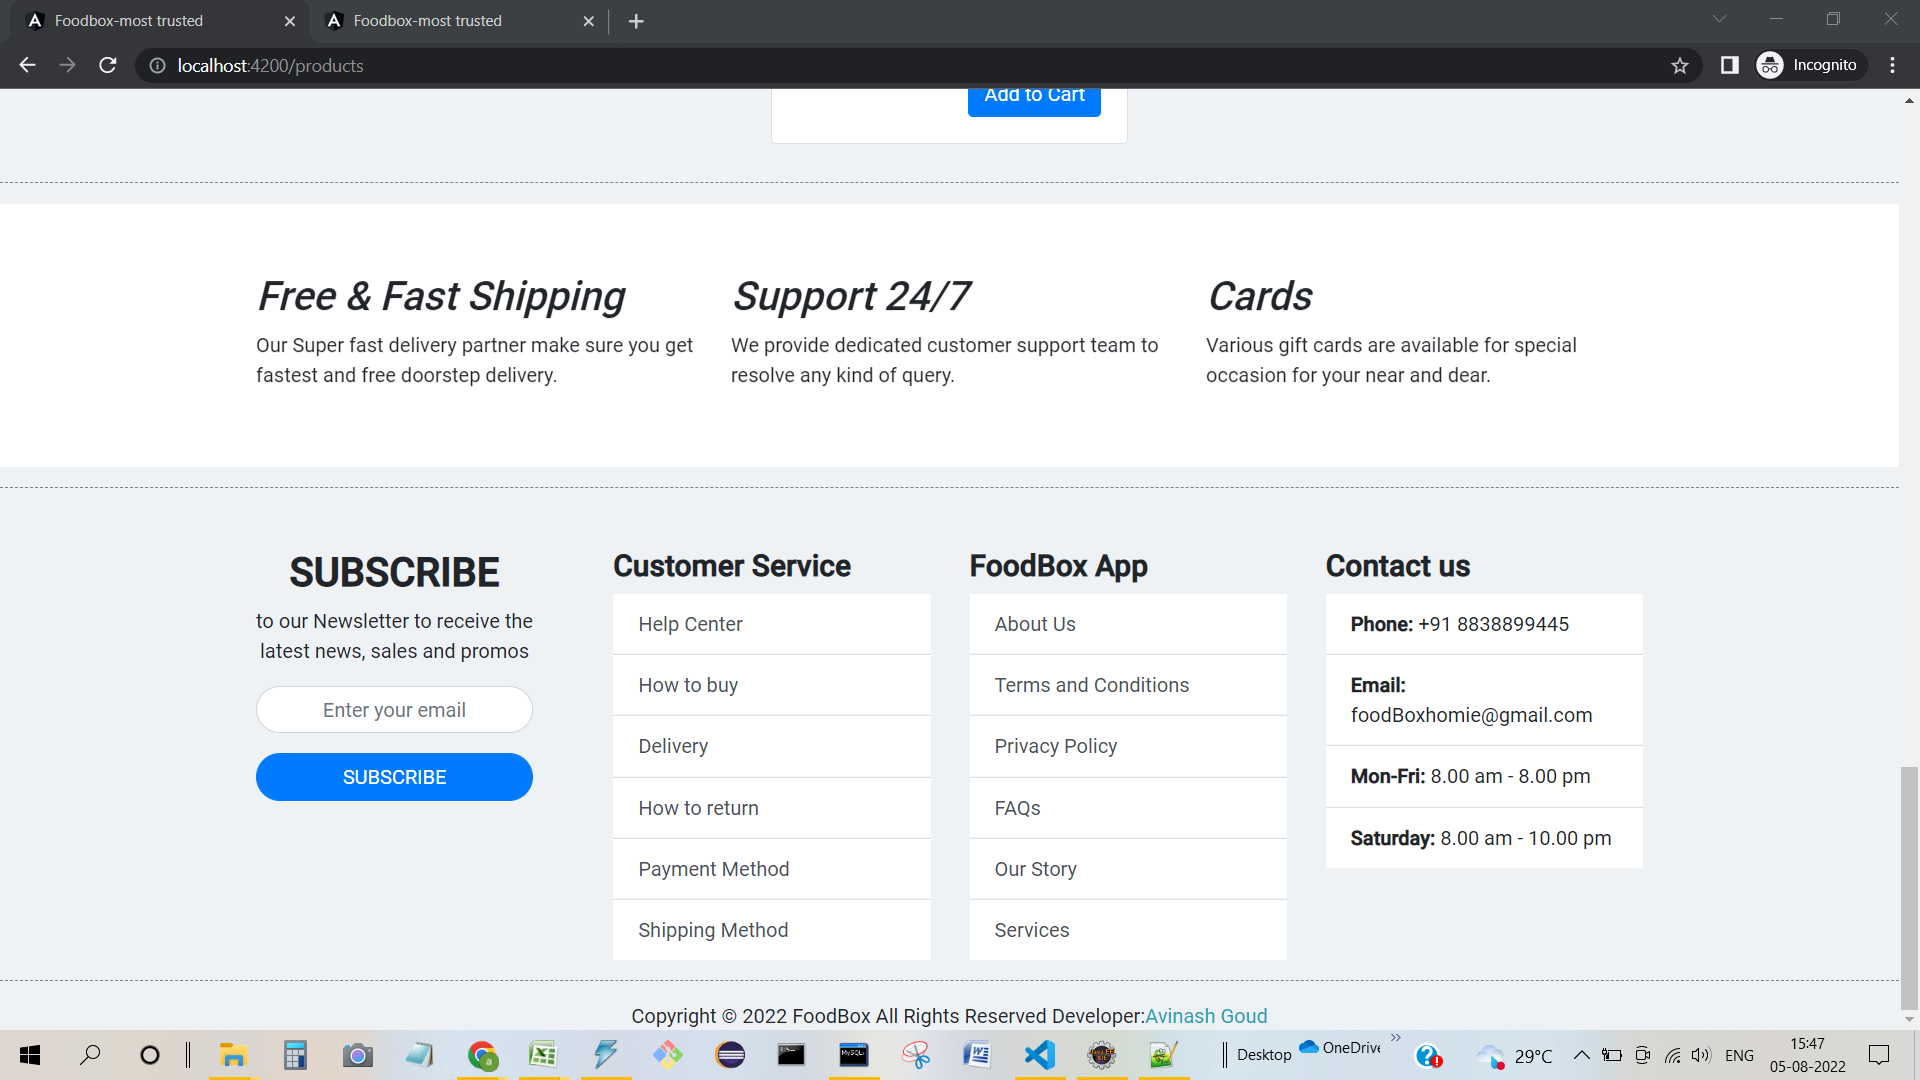 Foodbox-most trusted
Foodbox-most trusted
localhost:4200/products
Incognito
Add to Cart
Free & Fast Shipping
Our Super fast delivery partner make sure you get
fastest and free doorstep delivery.
Support 24/7
We provide dedicated customer support team to
resolve any kind of query.
Cards
Various gift cards are available for special
occasion for your near and dear.
SUBSCRIBE
to our Newsletter to receive the
latest news, sales and promos
Enter your email
SUBSCRIBE
Customer Service
Help Center
How to buy
Delivery
How to return
Payment Method
Shipping Method
FoodBox App
About Us
Terms and Conditions
Privacy Policy
FAQs
Our Story
Services
Contact us
Phone: +91 8838899445
Email:
foodBoxhomie@gmail.com
Mon-Fri: 8.00 am - 8.00 pm
Saturday: 8.00 am - 10.00 pm
Copyright © 2022 FoodBox All Rights Reserved Developer:Avinash Goud
Desktop
OneDrive
29°C
ENG
15:47
05-08-2022